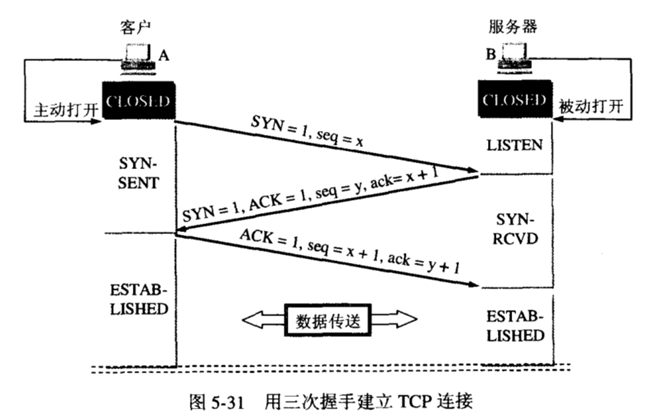 客户
服务器
A
B
主动打开
CLOSED
CLOSED
被动打开
SYN = 1, seq = x
LISTEN
SYN-
SENT
SYN = 1, ACK = 1, seq = y, ack= x + 1
SYN-
RCVD
ACK = 1, seq = x + 1, ack = y + 1
ESTAB-
LISHED
数据传送
ESTAB-
LISHED
图 5-31 用三次握手建立 TCP 连接